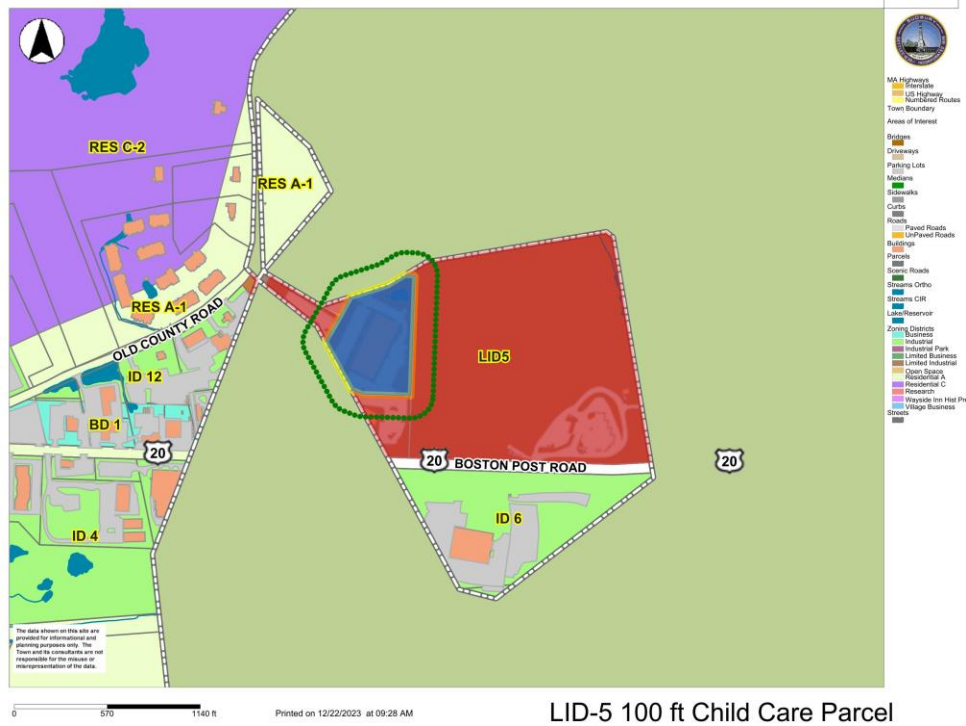 RES C-2
RES A-1
RES A-1
OLD COUNTY ROAD
ID 12
BD 1
20
LID5
20
BOSTON POST ROAD
20
ID 6
ID 4
The data shown on this site are
provided for informational and
planning purposes only. The
Town and its consultants are not
responsible for the misuse or
misrepresentation of the data.
0 570 1140 ft
Printed on 12/22/2023 at 09:28 AM
LID-5 100 ft Child Care Parcel
MA Highways
Interstate
US Highway
Numbered Routes
Town Boundary
Areas of Interest
Bridges
Driveways
Parking Lots
Medians
Sidewalks
Curbs
Roads
Paved Roads
UnPaved Roads
Buildings
Parcels
Scenic Roads
Streams Ortho
Streams CIR
Lake/Reservoir
Zoning Districts
Business
Industrial
Industrial Park
Limited Business
Limited Industrial
Open Space
Residential A
Residential C
Research
Wayside Inn Hist Pre
Village Business
Streets